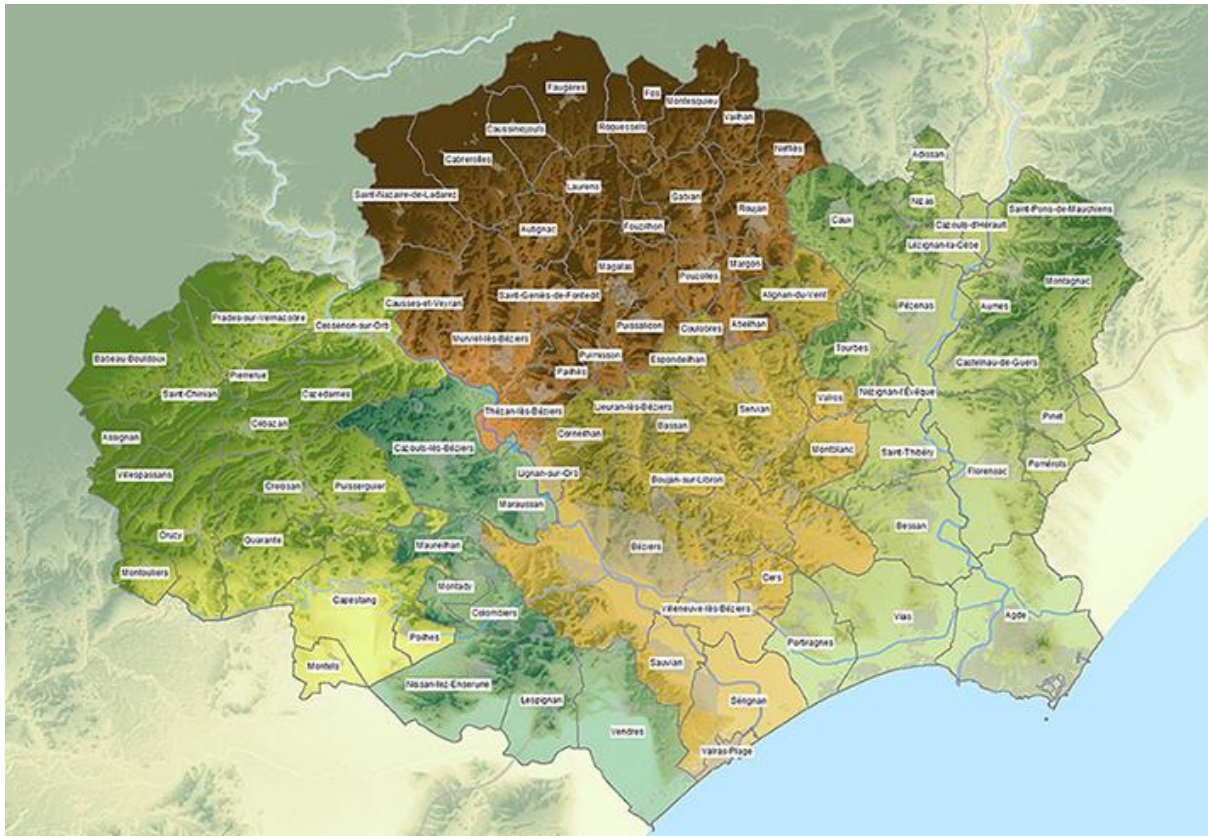 Faugères
Fos
Montesquieu
Caussiniojouls
Roquessels
Vailhan
Neffiès
Cabrerolles
Adissan
Laurens
Saint-Nazaire-de-Ladarez
Gabian
Nizas
Roujan
Saint-Pons-de-Mauchiens
Caux
Cazouls-d'Hérault
Autignac
Fouzilhon
Lézignan-la-Cèbe
Margon
Magalas
Pouzolles
Montagnac
Saint-Geniès-de-Fontedit
Alignan-du-Vent
Causses-et-Veyran
Pézenas
Aumes
Prades-sur-Vernazobre
Cessenon-sur-Orb
Puissalicon
Coulobres
Abeilhan
Murviel-lès-Béziers
Tourbes
Puimisson
Espondeilhan
Babeau-Bouldoux
Castelnau-de-Guers
Pailhès
Pierrerue
Saint-Chinian
Cazedarnes
Nézignan-l'Évêque
Valros
Lieuran-lès-Béziers
Servian
Thézan-lès-Béziers
Pinet
Cébazan
Bassan
Corneilhan
Assignan
Cazouls-lès-Béziers
Montblanc
Saint-Thibéry
Pomérols
Lignan-sur-Orb
Florensac
Villespassans
Boujan-sur-Libron
Creissan
Puisserguier
Maraussan
Bessan
Cruzy
Quarante
Maureilhan
Béziers
Montouliers
Cers
Montady
Capestang
Villeneuve-lès-Béziers
Colombiers
Vias
Agde
Poilhes
Portiragnes
Montels
Sauvian
Nissan-lez-Enserune
Lespignan
Sérignan
Vendres
Valras-Plage